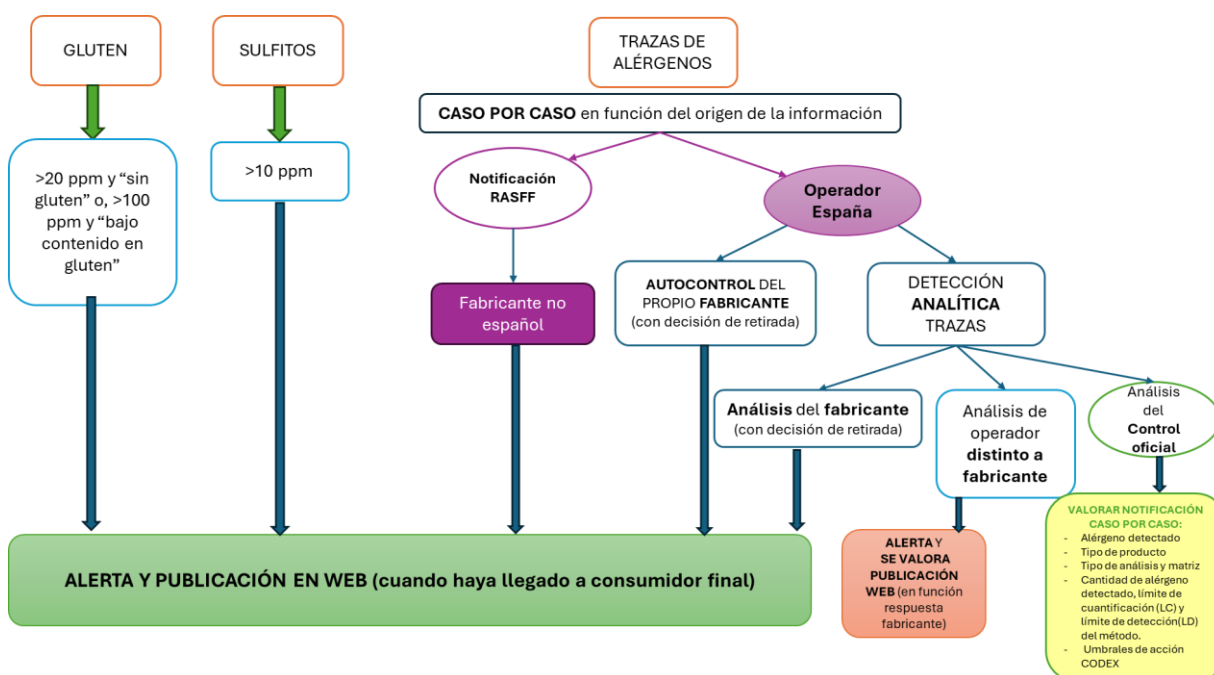 GLUTEN
SULFITOS
TRAZAS DE
ALÉRGENOS
CASO POR CASO en función del origen de la información
>20 ppm y “sin
gluten” o, >100
ppm y “bajo
contenido en
gluten”
>10 ppm
Notificación
RASFF
Operador
España
Fabricante no
español
AUTOCONTROL DEL
PROPIO FABRICANTE
(con decisión de retirada)
DETECCIÓN
ANALÍTICA
TRAZAS
Análisis del fabricante
(con decisión de retirada)
Análisis de
operador
distinto a
fabricante
Análisis
del
Control
oficial
ALERTA Y PUBLICACIÓN EN WEB (cuando haya llegado a consumidor final)
ALERTA Y
SE VALORA
PUBLICACIÓN
WEB (en función
respuesta
fabricante)
VALORAR NOTIFICACIÓN
CASO POR CASO:
- Alérgeno detectado
- Tipo de producto
- Tipo de análisis y matriz
- Cantidad de alérgeno
detectado, límite de
cuantificación (LC) y
límite de detección(LD)
del método.
- Umbrales de acción
CODEX